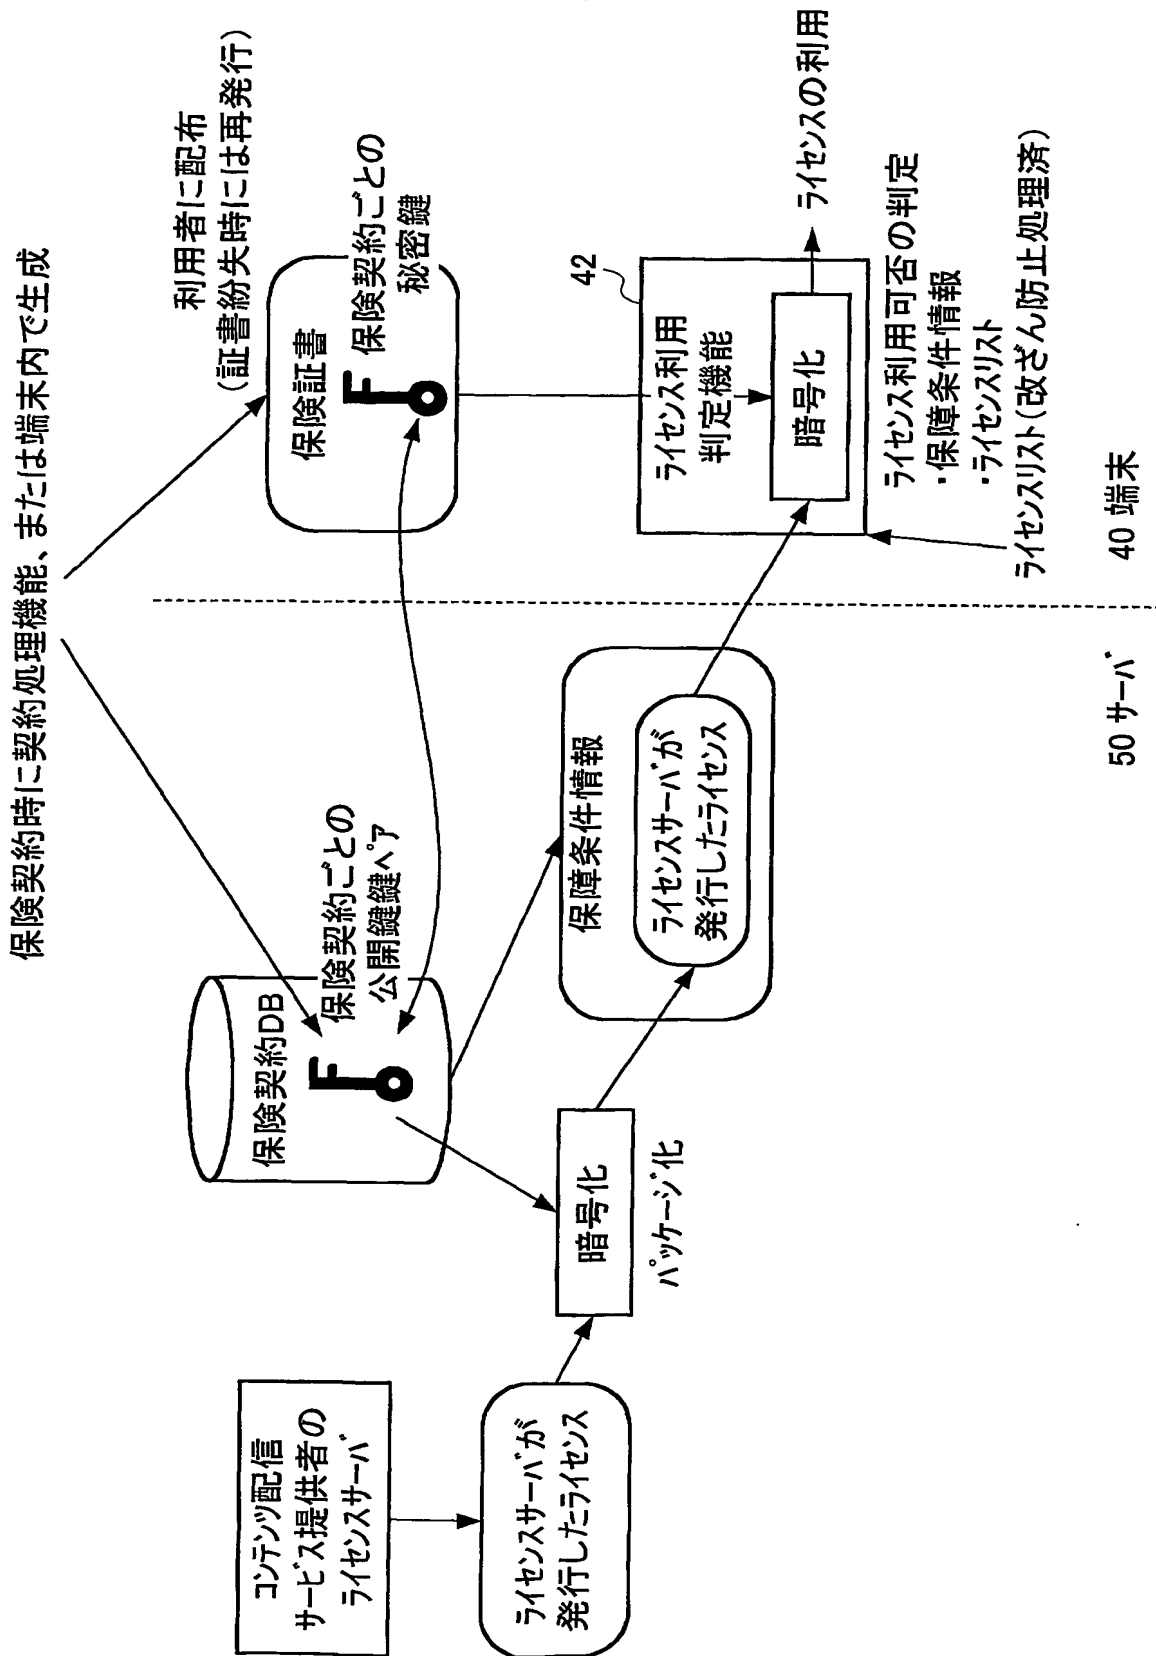 保険契約時に契約処理機能、または端末内で生成
利用者に配布
(証書紛失時には再発行)
保険契約DB
保険契約ごとの
公開鍵鍵ペア
保険証書
保険契約ごとの
秘密鍵
コンテンツ配信
サービス提供者の
ライセンスサーバ
ライセンスサーバが
発行したライセンス
暗号化
パッケージ化
保障条件情報
ライセンスサーバが
発行したライセンス
42
ライセンス利用
判定機能
暗号化
ライセンスの利用
ライセンス利用可否の判定
・保障条件情報
・ライセンスリスト
ライセンスリスト(改ざん防止処理済)
50 サーバ
40 端末